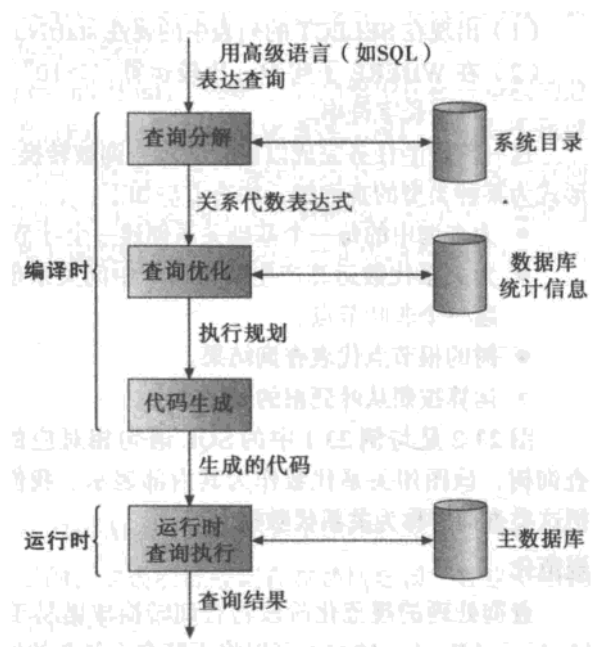 用高级语言（如SQL）
表达查询
查询分解
系统目录
关系代数表达式
编译时
查询优化
数据库
统计信息
执行规划
代码生成
生成的代码
运行时
运行时
查询执行
主数据库
查询结果